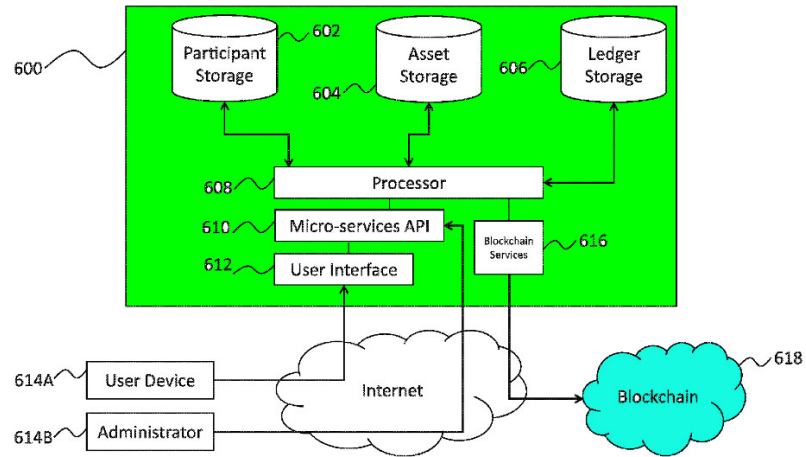 602
Participant
Storage
Asset
Storage
606
Ledger
Storage
600
604
608
Processor
610
Micro-services API
Blockchain
Services
616
612
User Interface
618
614A
User Device
Internet
Blockchain
614B
Administrator